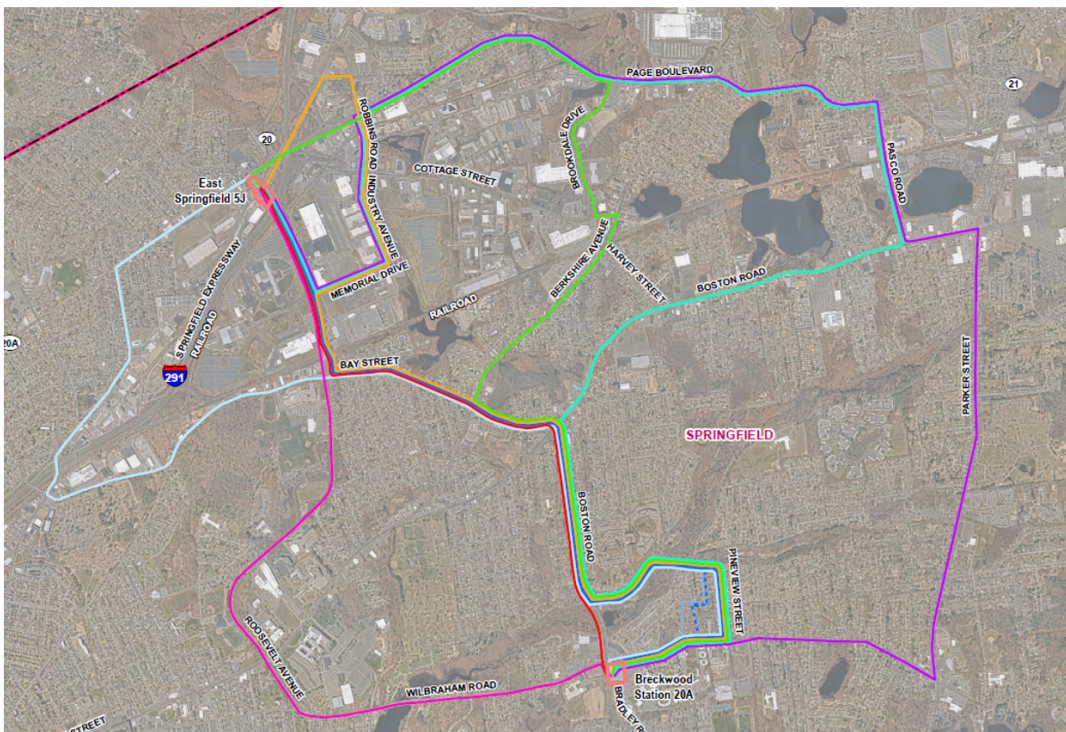 PAGE BOULEVARD
21
20
ROBBINS ROAD
INDUSTRY AVENUE
BROOKDALE DRIVE
COTTAGE STREET
PASCO ROAD
East
Springfield 5J
SPRINGFIELD EXPRESSWAY
RAILROAD
MEMORIAL DRIVE
BERKSHIRE AVENUE
HARVEY STREET
BOSTON ROAD
RAILROAD
20A
291
BAY STREET
PARKER STREET
SPRINGFIELD
BOSTON ROAD
PINEVIEW STREET
ROOSEVELT AVENUE
WILBRAHAM ROAD
Breckwood
Station 20A
BRADLEY R
STREET